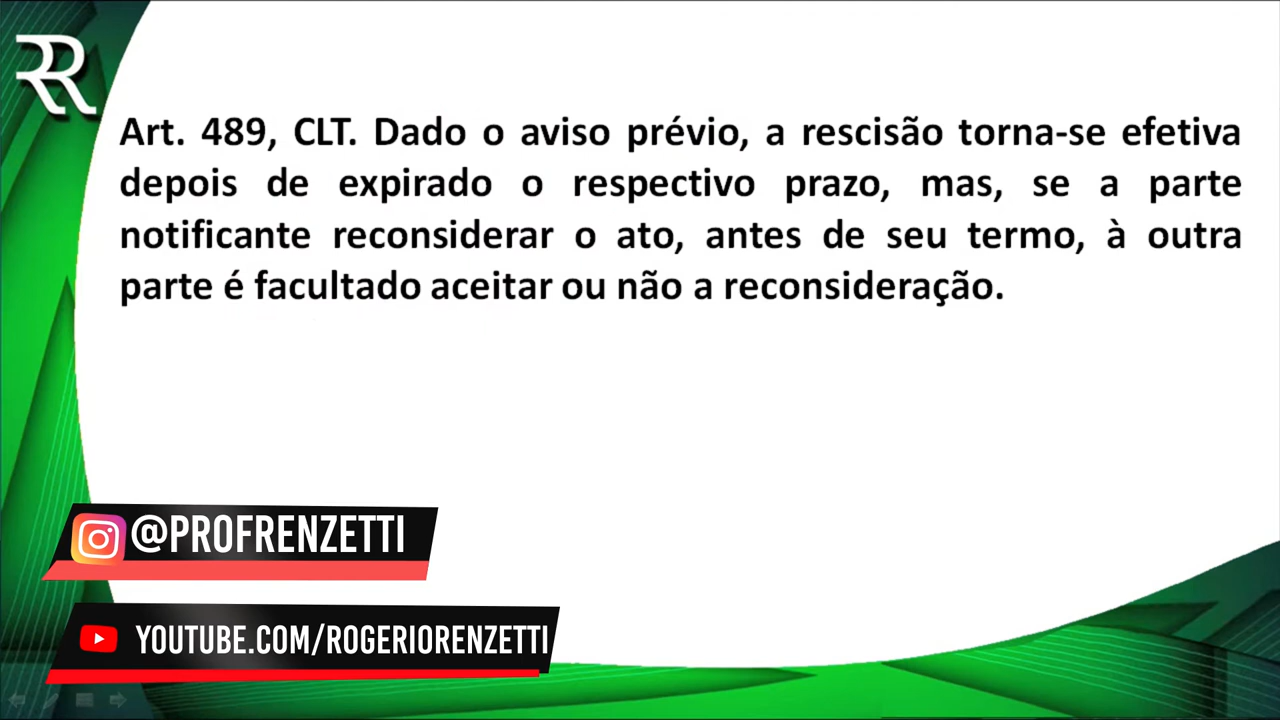 RR
Art. 489, CLT. Dado o aviso prévio, a rescisão torna-se efetiva
depois de expirado o respectivo prazo, mas, se a parte
notificante reconsiderar o ato, antes de seu termo, à outra
parte é facultado aceitar ou não a reconsideração.
@PROFRENZETTI
YOUTUBE.COM/ROGERIORENZETTI